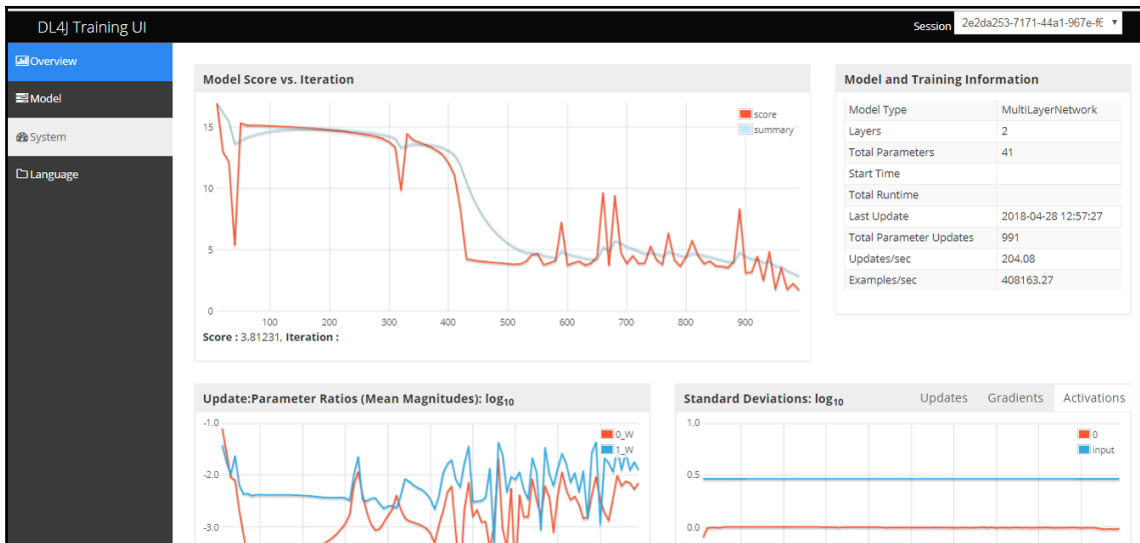 DL4J Training UI
Session 2e2da253-7171-44a1-967e-f6
Overview
Model
System
Language
Model Score vs. Iteration
score
summary
15
10
5
0
100 200 300 400 500 600 700 800 900
Score : 3.81231, Iteration :
Model and Training Information
Model Type MultiLayerNetwork
Layers 2
Total Parameters 41
Start Time
Total Runtime
Last Update 2018-04-28 12:57:27
Total Parameter Updates 991
Updates/sec 204.08
Examples/sec 408163.27
Update:Parameter Ratios (Mean Magnitudes): log10
0_W
1_W
-1.0
-2.0
-3.0
Standard Deviations: log10 Updates Gradients Activations
0
input
1.0
0.5
0.0